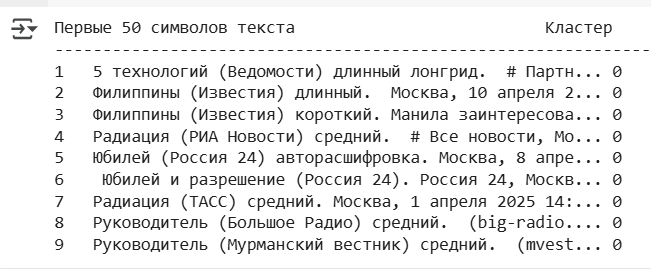 Первые 50 символов текста Кластер
------------------------------------------------------------
1 5 технологий (Ведомости) длинный лонгрид. # Партн... 0
2 Филиппины (Известия) длинный. Москва, 10 апреля 2... 0
3 Филиппины (Известия) короткий. Манила заинтересова... 0
4 Радиация (РИА Новости) средний. # Все новости, Мо... 0
5 Юбилей (Россия 24) авторасшифровка. Москва, 8 апре... 0
6 Юбилей и разрешение (Россия 24). Россия 24, Москв... 0
7 Радиация (ТАСС) средний. Москва, 1 апреля 2025 14:... 0
8 Руководитель (Большое Радио) средний. (big-radio.... 0
9 Руководитель (Мурманский вестник) средний. (mvest... 0